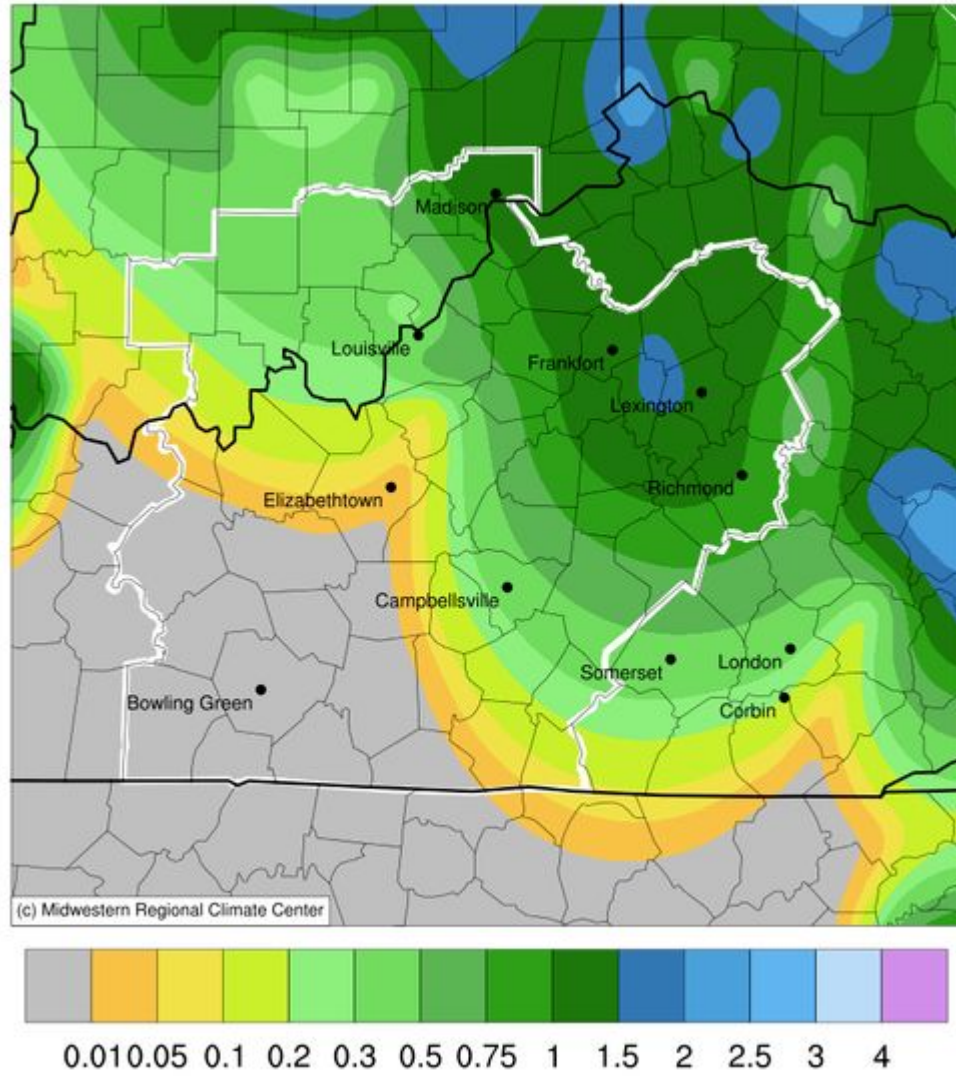 Madison
Louisville
Frankfort
Lexington
Elizabethtown
Richmond
Campbellsville
Somerset
London
Bowling Green
Corbin
(c) Midwestern Regional Climate Center
0.01 0.05 0.1 0.2 0.3 0.5 0.75 1 1.5 2 2.5 3 4